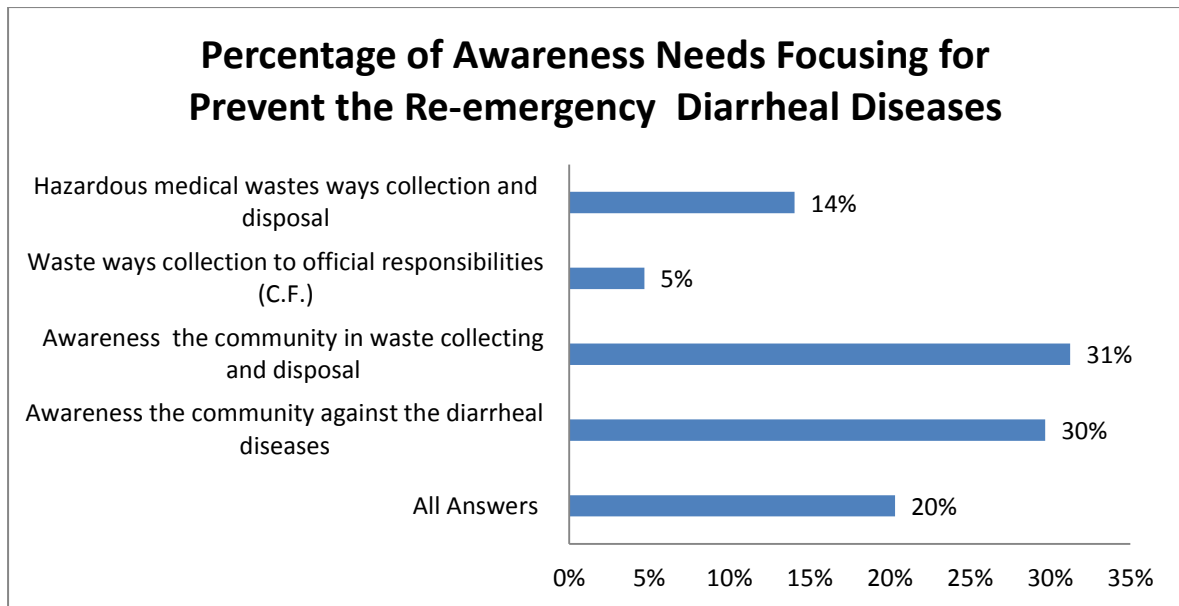 Percentage of Awareness Needs Focusing for
Prevent the Re-emergency  Diarrheal Diseases
Hazardous medical wastes ways collection and
disposal
14%
Waste ways collection to official responsibilities
(C.F.)
5%
Awareness  the community in waste collecting
and disposal
31%
Awareness the community against the diarrheal
diseases
30%
All Answers
20%
0% 5% 10% 15% 20% 25% 30% 35%